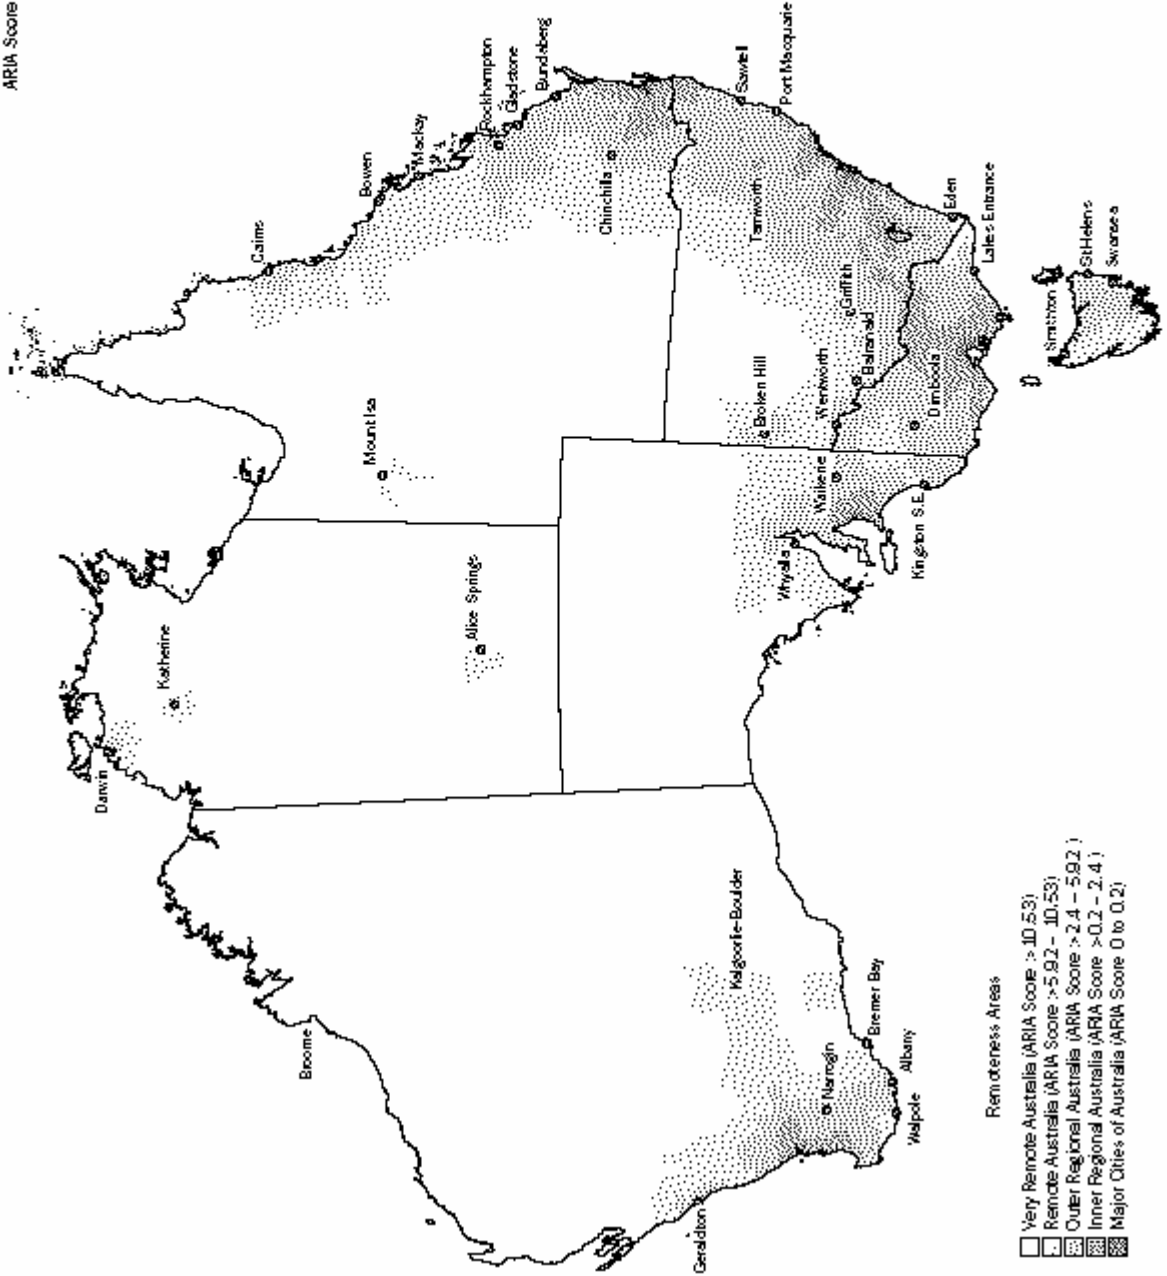 ARIA Score
Darwin
Katherine
Cairns
Bowen
Mackay
Rockhampton
Gladstone
Bundaberg
Mount Isa
Alice Springs
Broome
Chinchilla
Sawtell
Port Macquarie
Tamworth
Geraldton
Kalgoorlie-Boulder
Narrogin
Bremer Bay
Albany
Walpole
Whyalla
Waikerie
Broken Hill
Wentworth
Balranald
Griffith
Kingston S.E.
Dimboola
Eden
Lakes Entrance
Smithton
St Helens
Swansea
Remoteness Areas
Very Remote Australia (ARIA Score > 10.53)
Remote Australia (ARIA Score >5.92 - 10.53)
Outer Regional Australia (ARIA Score >2.4 - 5.92 )
Inner Regional Australia (ARIA Score >0.2 - 2.4 )
Major Cities of Australia (ARIA Score 0 to 0.2)